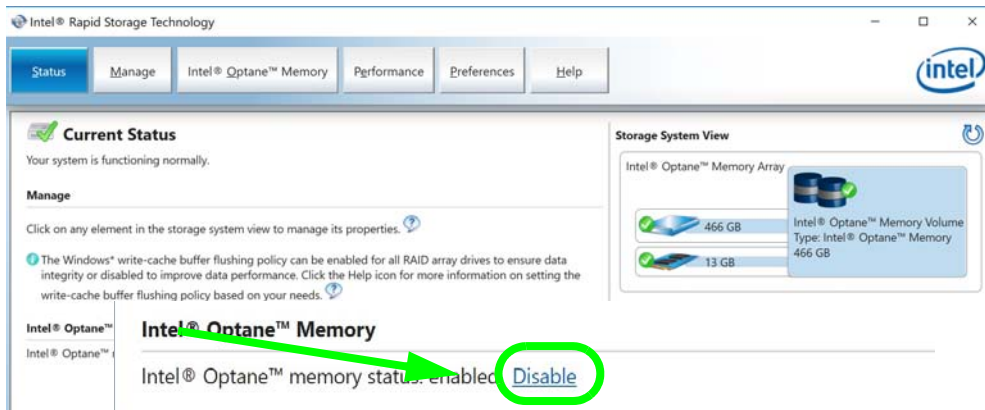 Intel® Rapid Storage Technology
Status Manage Intel® Optane™ Memory Performance Preferences Help
intel
Current Status
Your system is functioning normally.
Manage
Click on any element in the storage system view to manage its properties.
The Windows* write-cache buffer flushing policy can be enabled for all RAID array drives to ensure data
integrity or disabled to improve data performance. Click the Help icon for more information on setting the
write-cache buffer flushing policy based on your needs.
Intel® Optane™
Intel® Optane™
Storage System View
Intel® Optane™ Memory Array
466 GB
13 GB
Intel® Optane™ Memory Volume
Type: Intel® Optane™ Memory
466 GB
Intel® Optane™ Memory
Intel® Optane™ memory status: enabled Disable